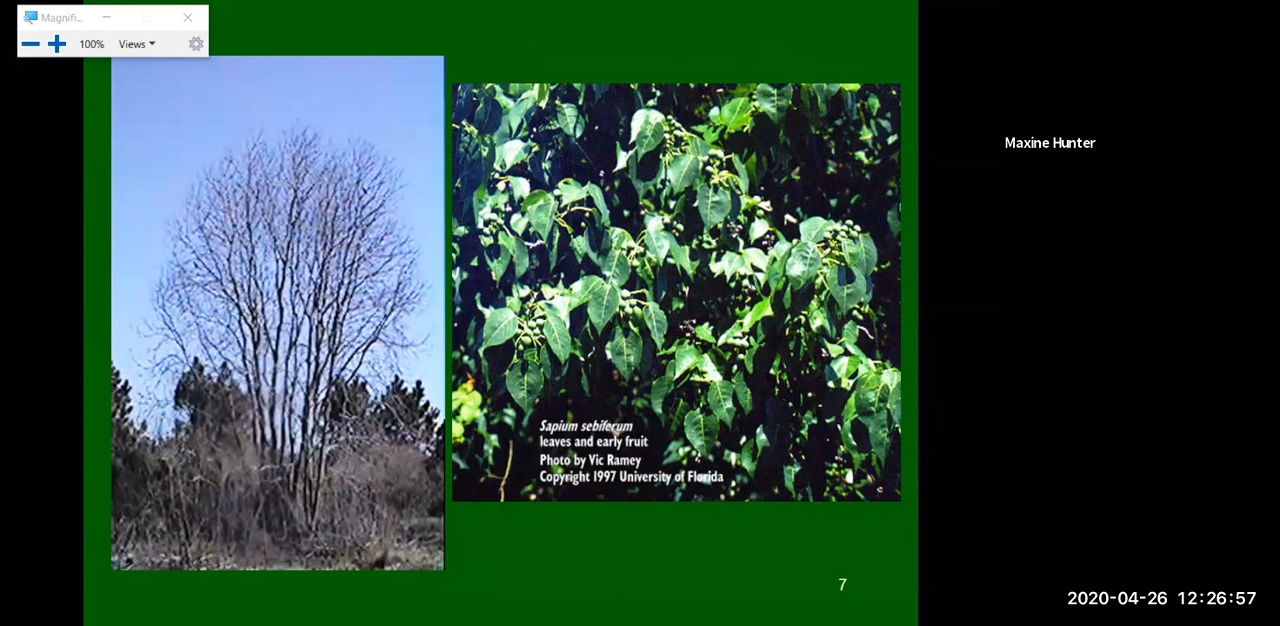 Magnifi...
100% Views
Maxine Hunter
Sapium sebiferum
leaves and early fruit
Photo by Vic Ramey
Copyright 1997 University of Florida
7
2020-04-26 12:26:57